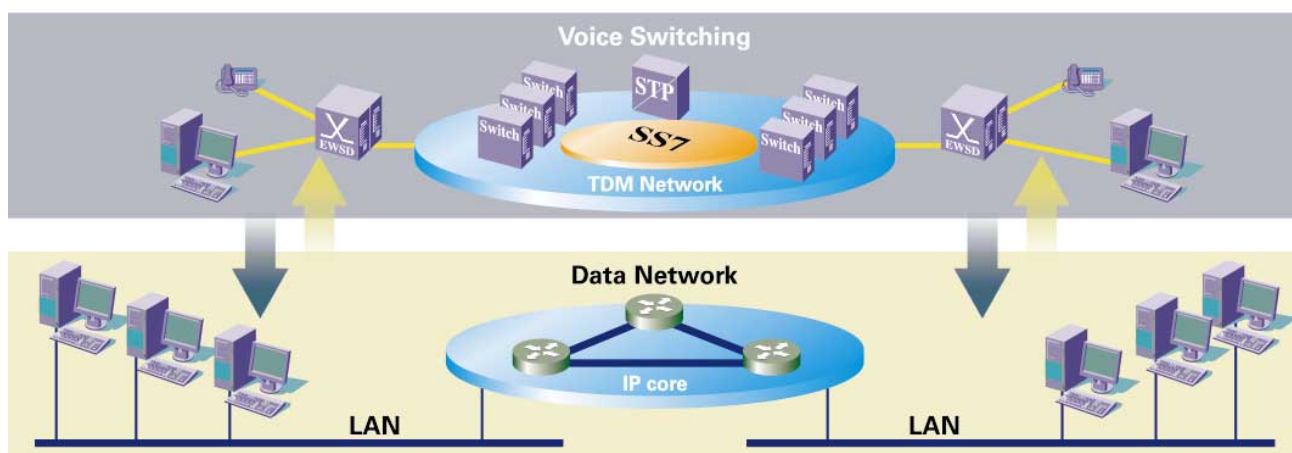 Voice Switching
STP
Switch
Switch
Switch
Switch
Switch
Switch
EWSD
SS7
EWSD
TDM Network
Data Network
IP core
LAN
LAN